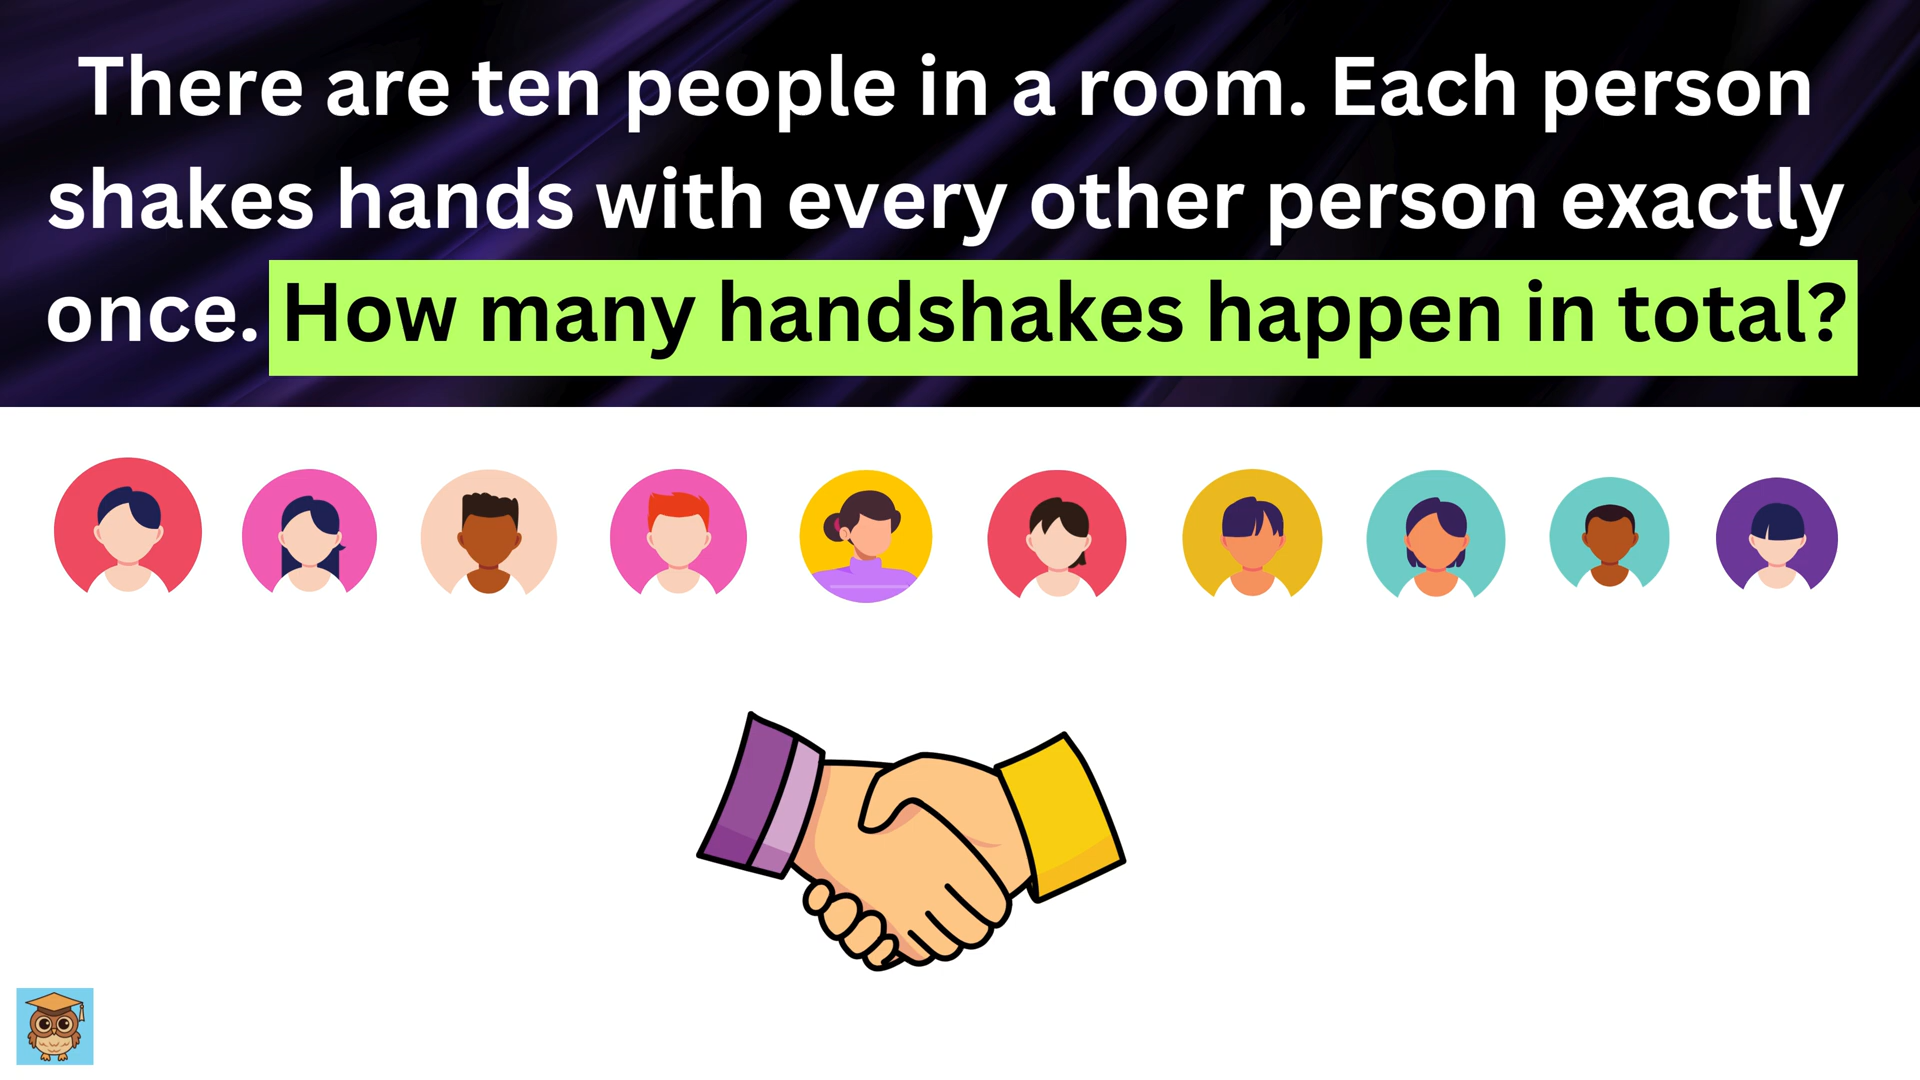 There are ten people in a room. Each person
shakes hands with every other person exactly
once. How many handshakes happen in total?